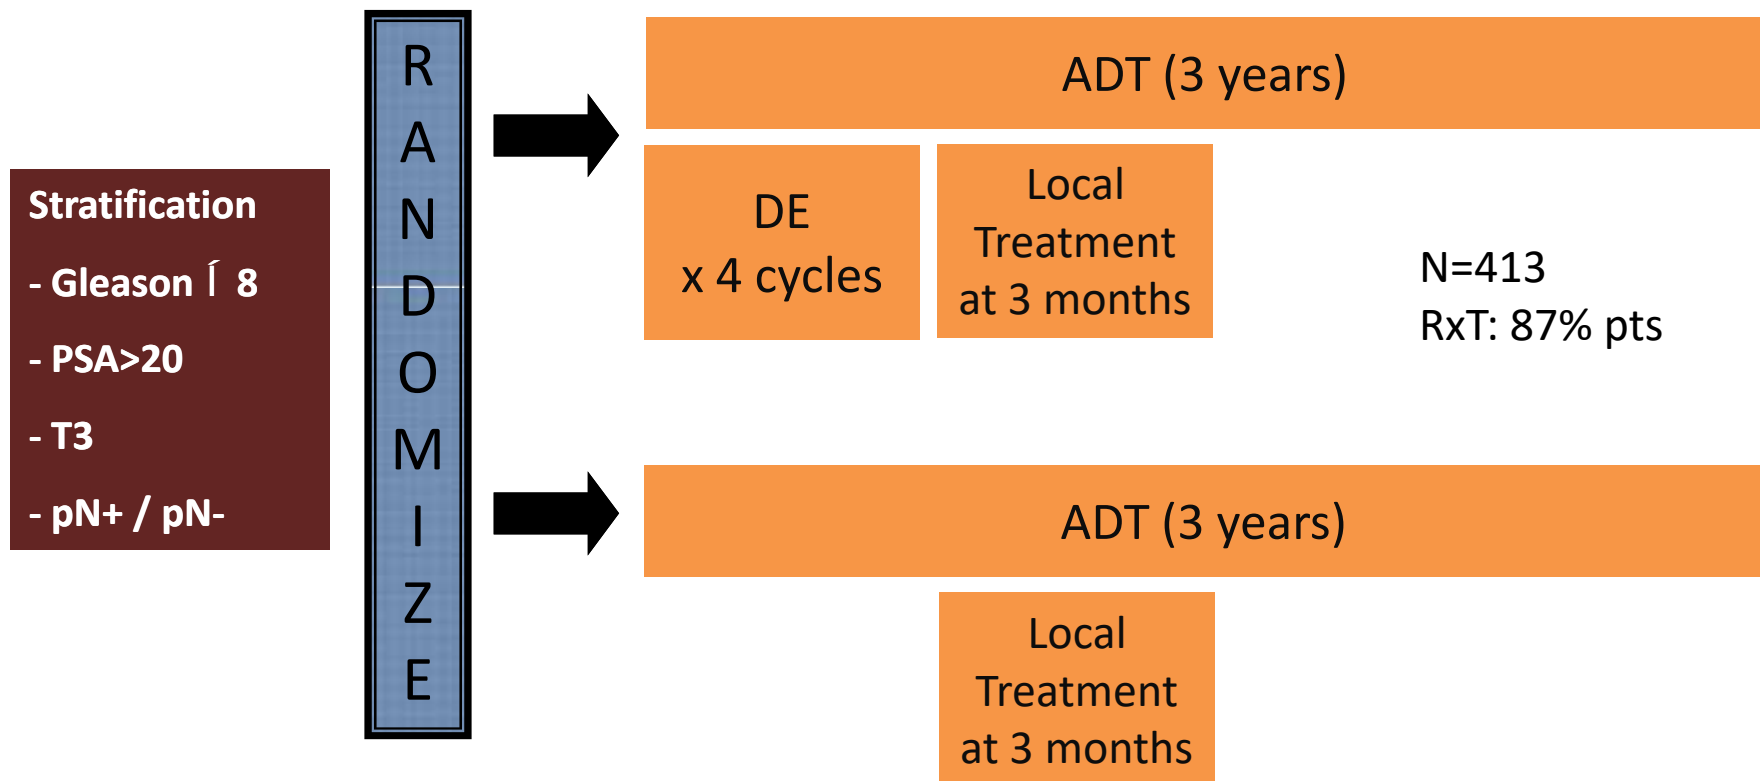 Stratification
- Gleason Í 8
- PSA>20
- T3
- pN+ / pN-
R
A
N
D
O
M
I
Z
E
ADT (3 years)
DE
x 4 cycles
Local
Treatment
at 3 months
N=413
RxT: 87% pts
ADT (3 years)
Local
Treatment
at 3 months